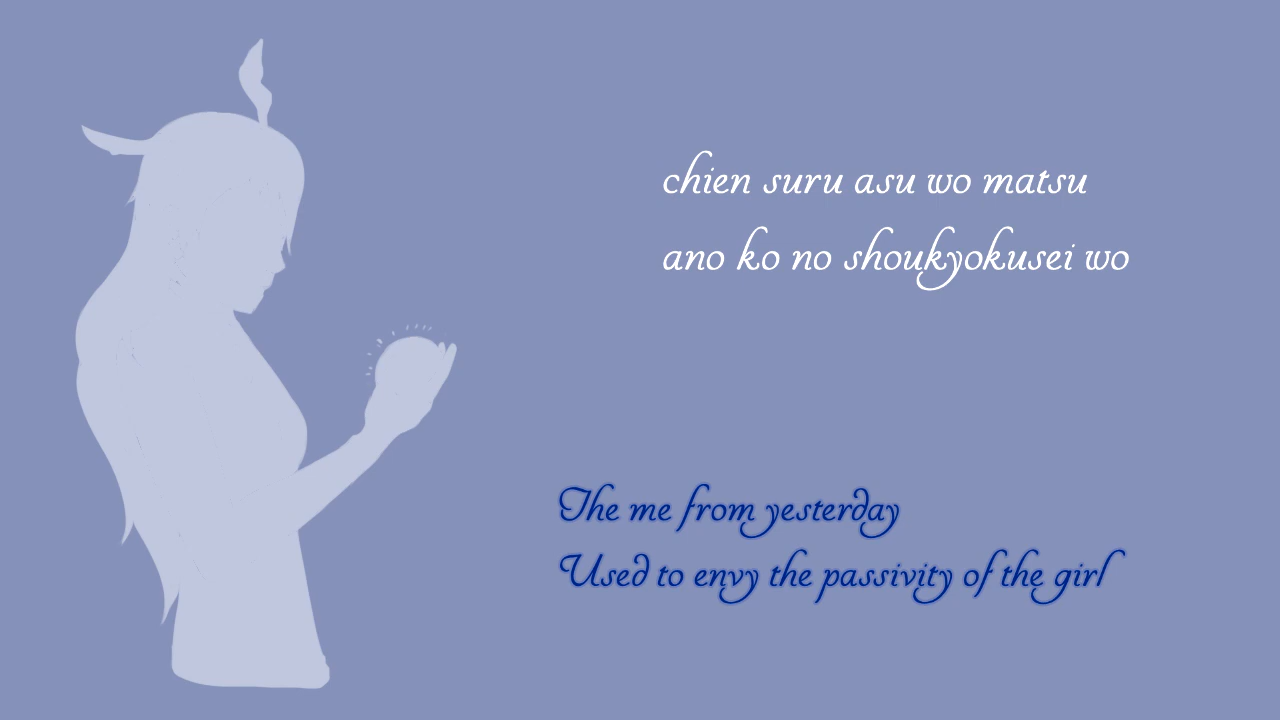 chien suru asu wo matsu
ano ko no shoukyokusei wo
The me from yesterday
Used to envy the passivity of the girl